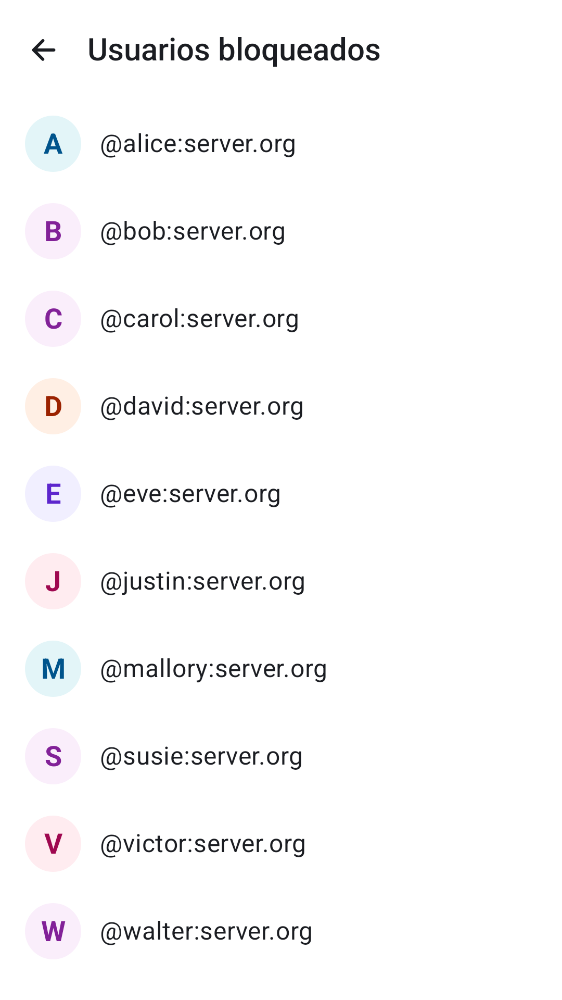 Usuarios bloqueados
A @alice:server.org
B @bob:server.org
C @carol:server.org
D @david:server.org
E @eve:server.org
J @justin:server.org
M @mallory:server.org
S @susie:server.org
V @victor:server.org
W @walter:server.org